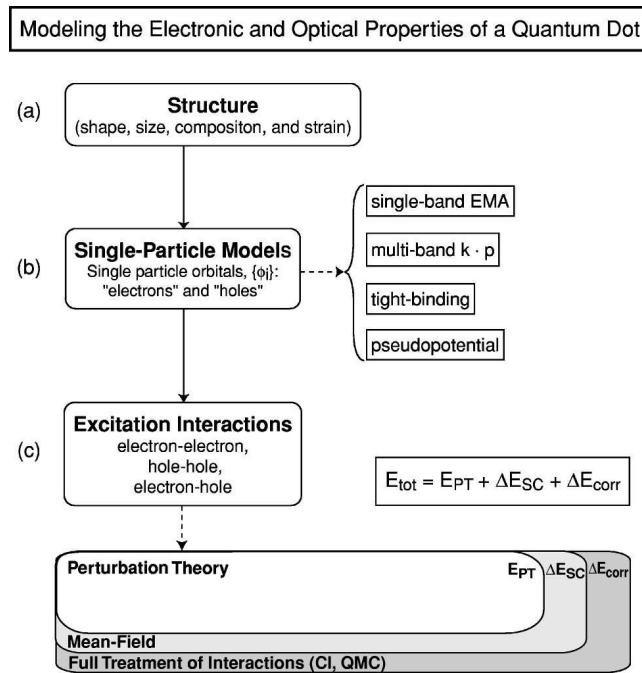 Modeling the Electronic and Optical Properties of a Quantum Dot
(a)
Structure
(shape, size, compositon, and strain)
(b)
Single-Particle Models
Single particle orbitals, {ϕi}:
"electrons" and "holes"
single-band EMA
multi-band k · p
tight-binding
pseudopotential
(c)
Excitation Interactions
electron-electron,
hole-hole,
electron-hole
Etot = EPT + ΔESC + ΔEcorr
Perturbation Theory EPT ΔESC ΔEcorr
Mean-Field
Full Treatment of Interactions (CI, QMC)